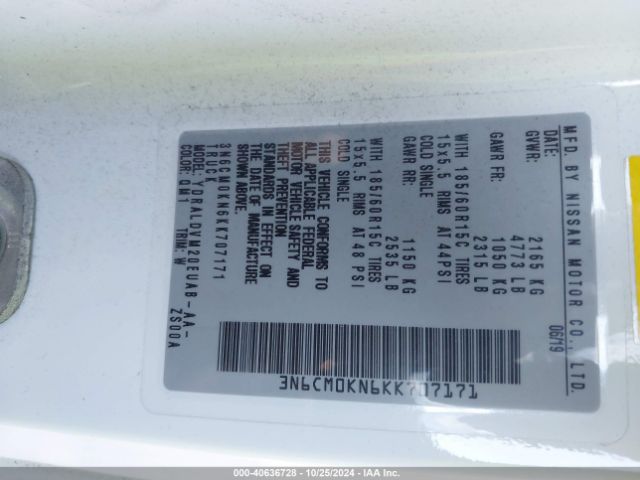 MFD. BY NISSAN MOTOR CO., LTD.
DATE: 06/19
GVWR: 2165 KG
4773 LB
GAWR FR: 1050 KG
2315 LB
WITH 185/60R15C TIRES
15x5.5 RIMS AT 44PSI
COLD SINGLE
GAWR RR: 1150 KG
2535 LB
WITH 185/60R15C TIRES
15x5.5 RIMS AT 48 PSI
COLD SINGLE
THIS VEHICLE CONFORMS TO
ALL APPLICABLE FEDERAL
MOTOR VEHICLE SAFETY AND
THEFT PREVENTION
STANDARDS IN EFFECT ON
THE DATE OF MANUFACTURE
SHOWN ABOVE.
3N6CM0KN6KK707171
TRUCK
MODEL: YJDRALDVM20EUAB-AA-
ZS00A
COLOR: QM1 TRIM: W
3N6CM0KN6KK707171
000-40636728 - 10/25/2024 - IAA Inc.